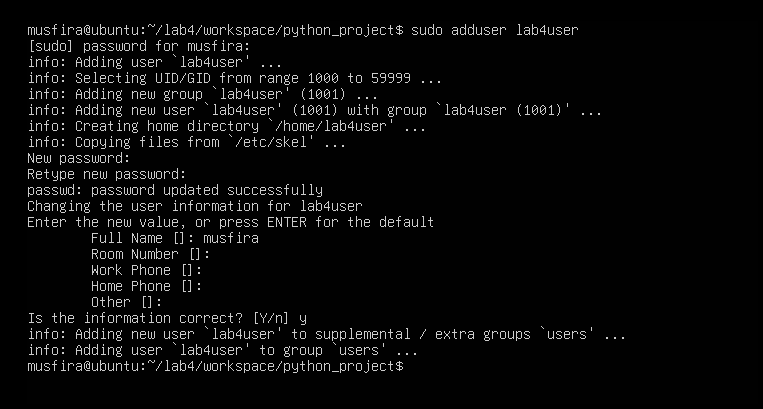 musfira@ubuntu:~/lab4/workspace/python_project$ sudo adduser lab4user
[sudo] password for musfira:
info: Adding user `lab4user' ...
info: Selecting UID/GID from range 1000 to 59999 ...
info: Adding new group `lab4user' (1001) ...
info: Adding new user `lab4user' (1001) with group `lab4user (1001)' ...
info: Creating home directory `/home/lab4user' ...
info: Copying files from `/etc/skel' ...
New password:
Retype new password:
passwd: password updated successfully
Changing the user information for lab4user
Enter the new value, or press ENTER for the default
        Full Name []: musfira
        Room Number []:
        Work Phone []:
        Home Phone []:
        Other []:
Is the information correct? [Y/n] y
info: Adding new user `lab4user' to supplemental / extra groups `users' ...
info: Adding user `lab4user' to group `users' ...
musfira@ubuntu:~/lab4/workspace/python_project$